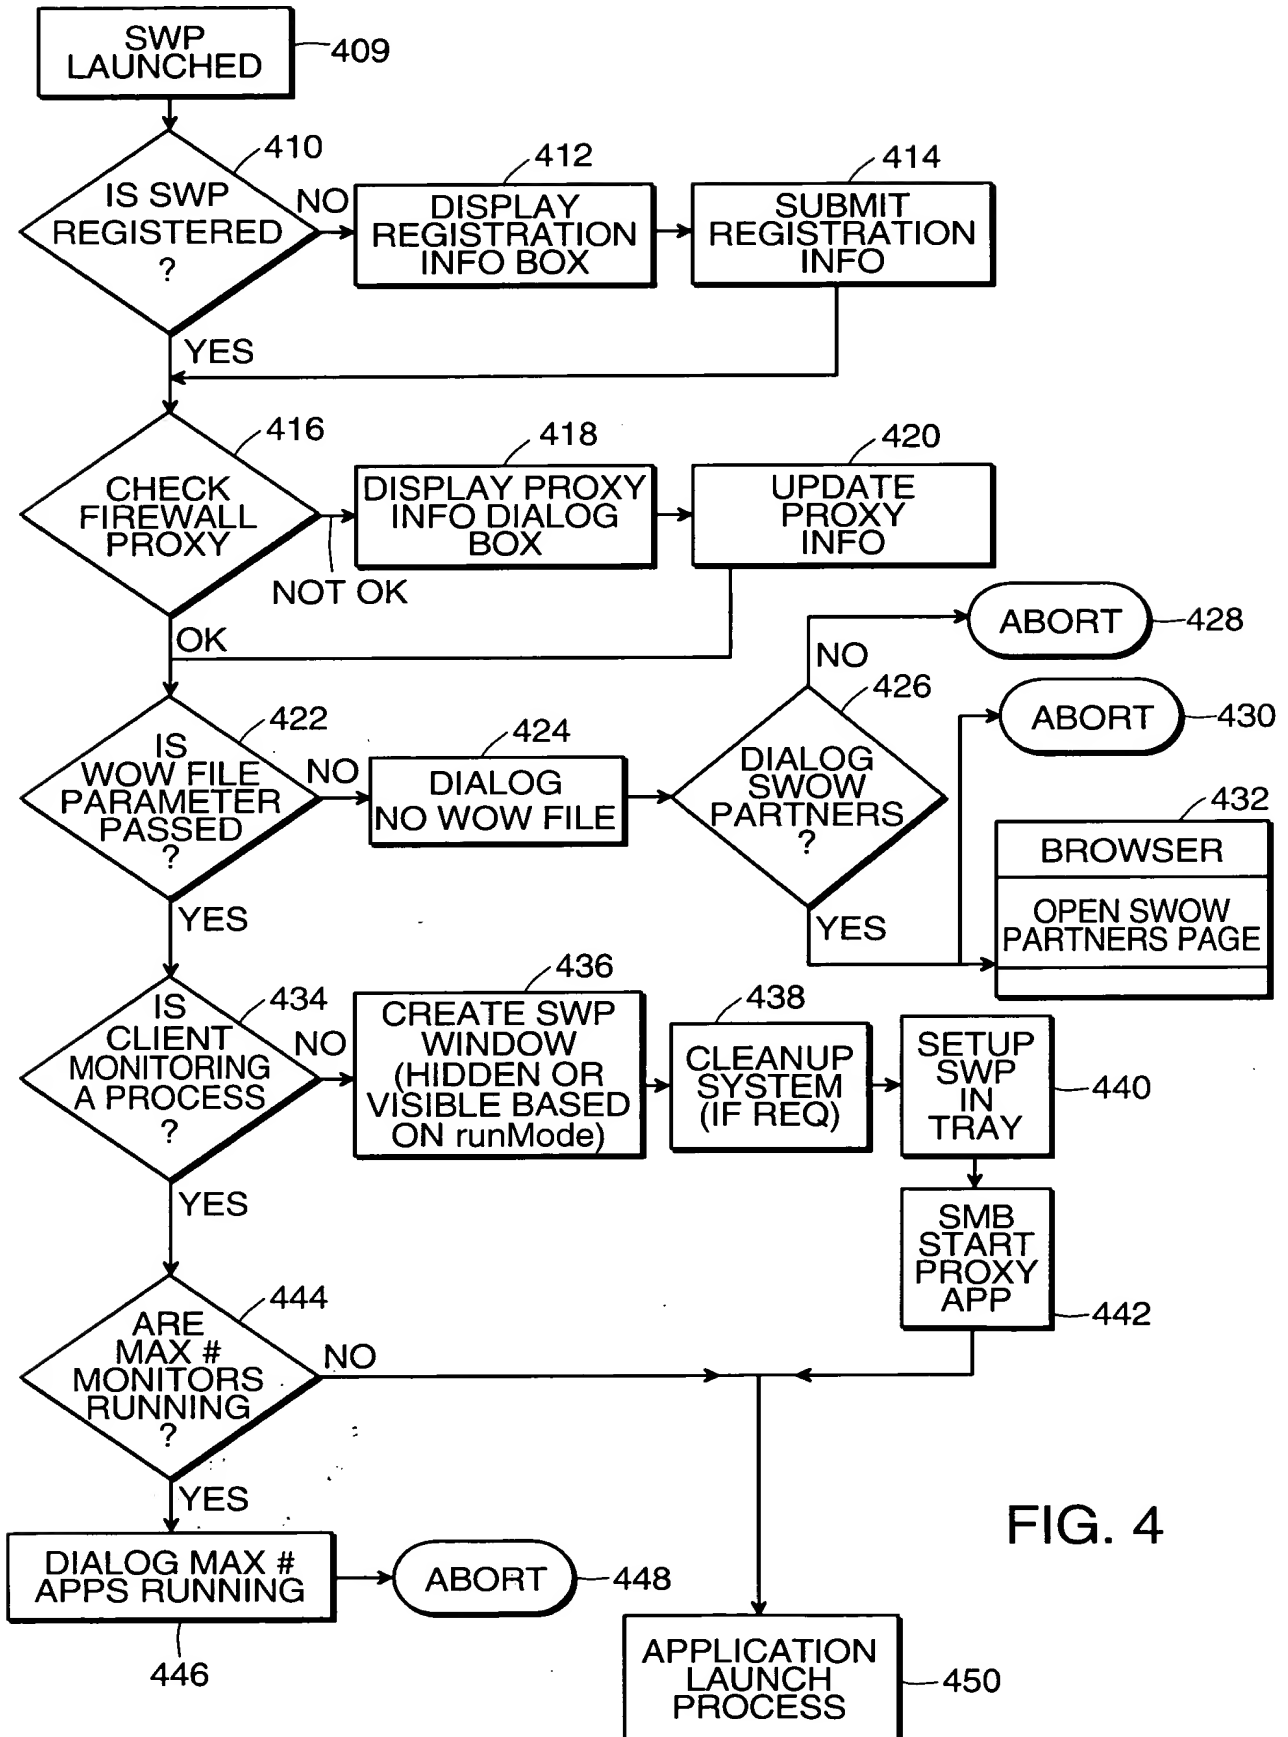 SWP
LAUNCHED
409
410
IS SWP
REGISTERED
?
NO
412
DISPLAY
REGISTRATION
INFO BOX
414
SUBMIT
REGISTRATION
INFO
YES
416
CHECK
FIREWALL
PROXY
NOT OK
418
DISPLAY PROXY
INFO DIALOG
BOX
420
UPDATE
PROXY
INFO
OK
422
IS
WOW FILE
PARAMETER
PASSED
?
NO
424
DIALOG
NO WOW FILE
426
DIALOG
SWOW
PARTNERS
?
NO
ABORT
428
ABORT
430
YES
432
BROWSER
OPEN SWOW
PARTNERS PAGE
YES
434
IS
CLIENT
MONITORING
A PROCESS
?
NO
436
CREATE SWP
WINDOW
(HIDDEN OR
VISIBLE BASED
ON runMode)
438
CLEANUP
SYSTEM
(IF REQ)
SETUP
SWP
IN
TRAY
440
SMB
START
PROXY
APP
442
YES
444
ARE
MAX #
MONITORS
RUNNING
?
NO
YES
DIALOG MAX #
APPS RUNNING
446
ABORT
448
APPLICATION
LAUNCH
PROCESS
450
FIG. 4